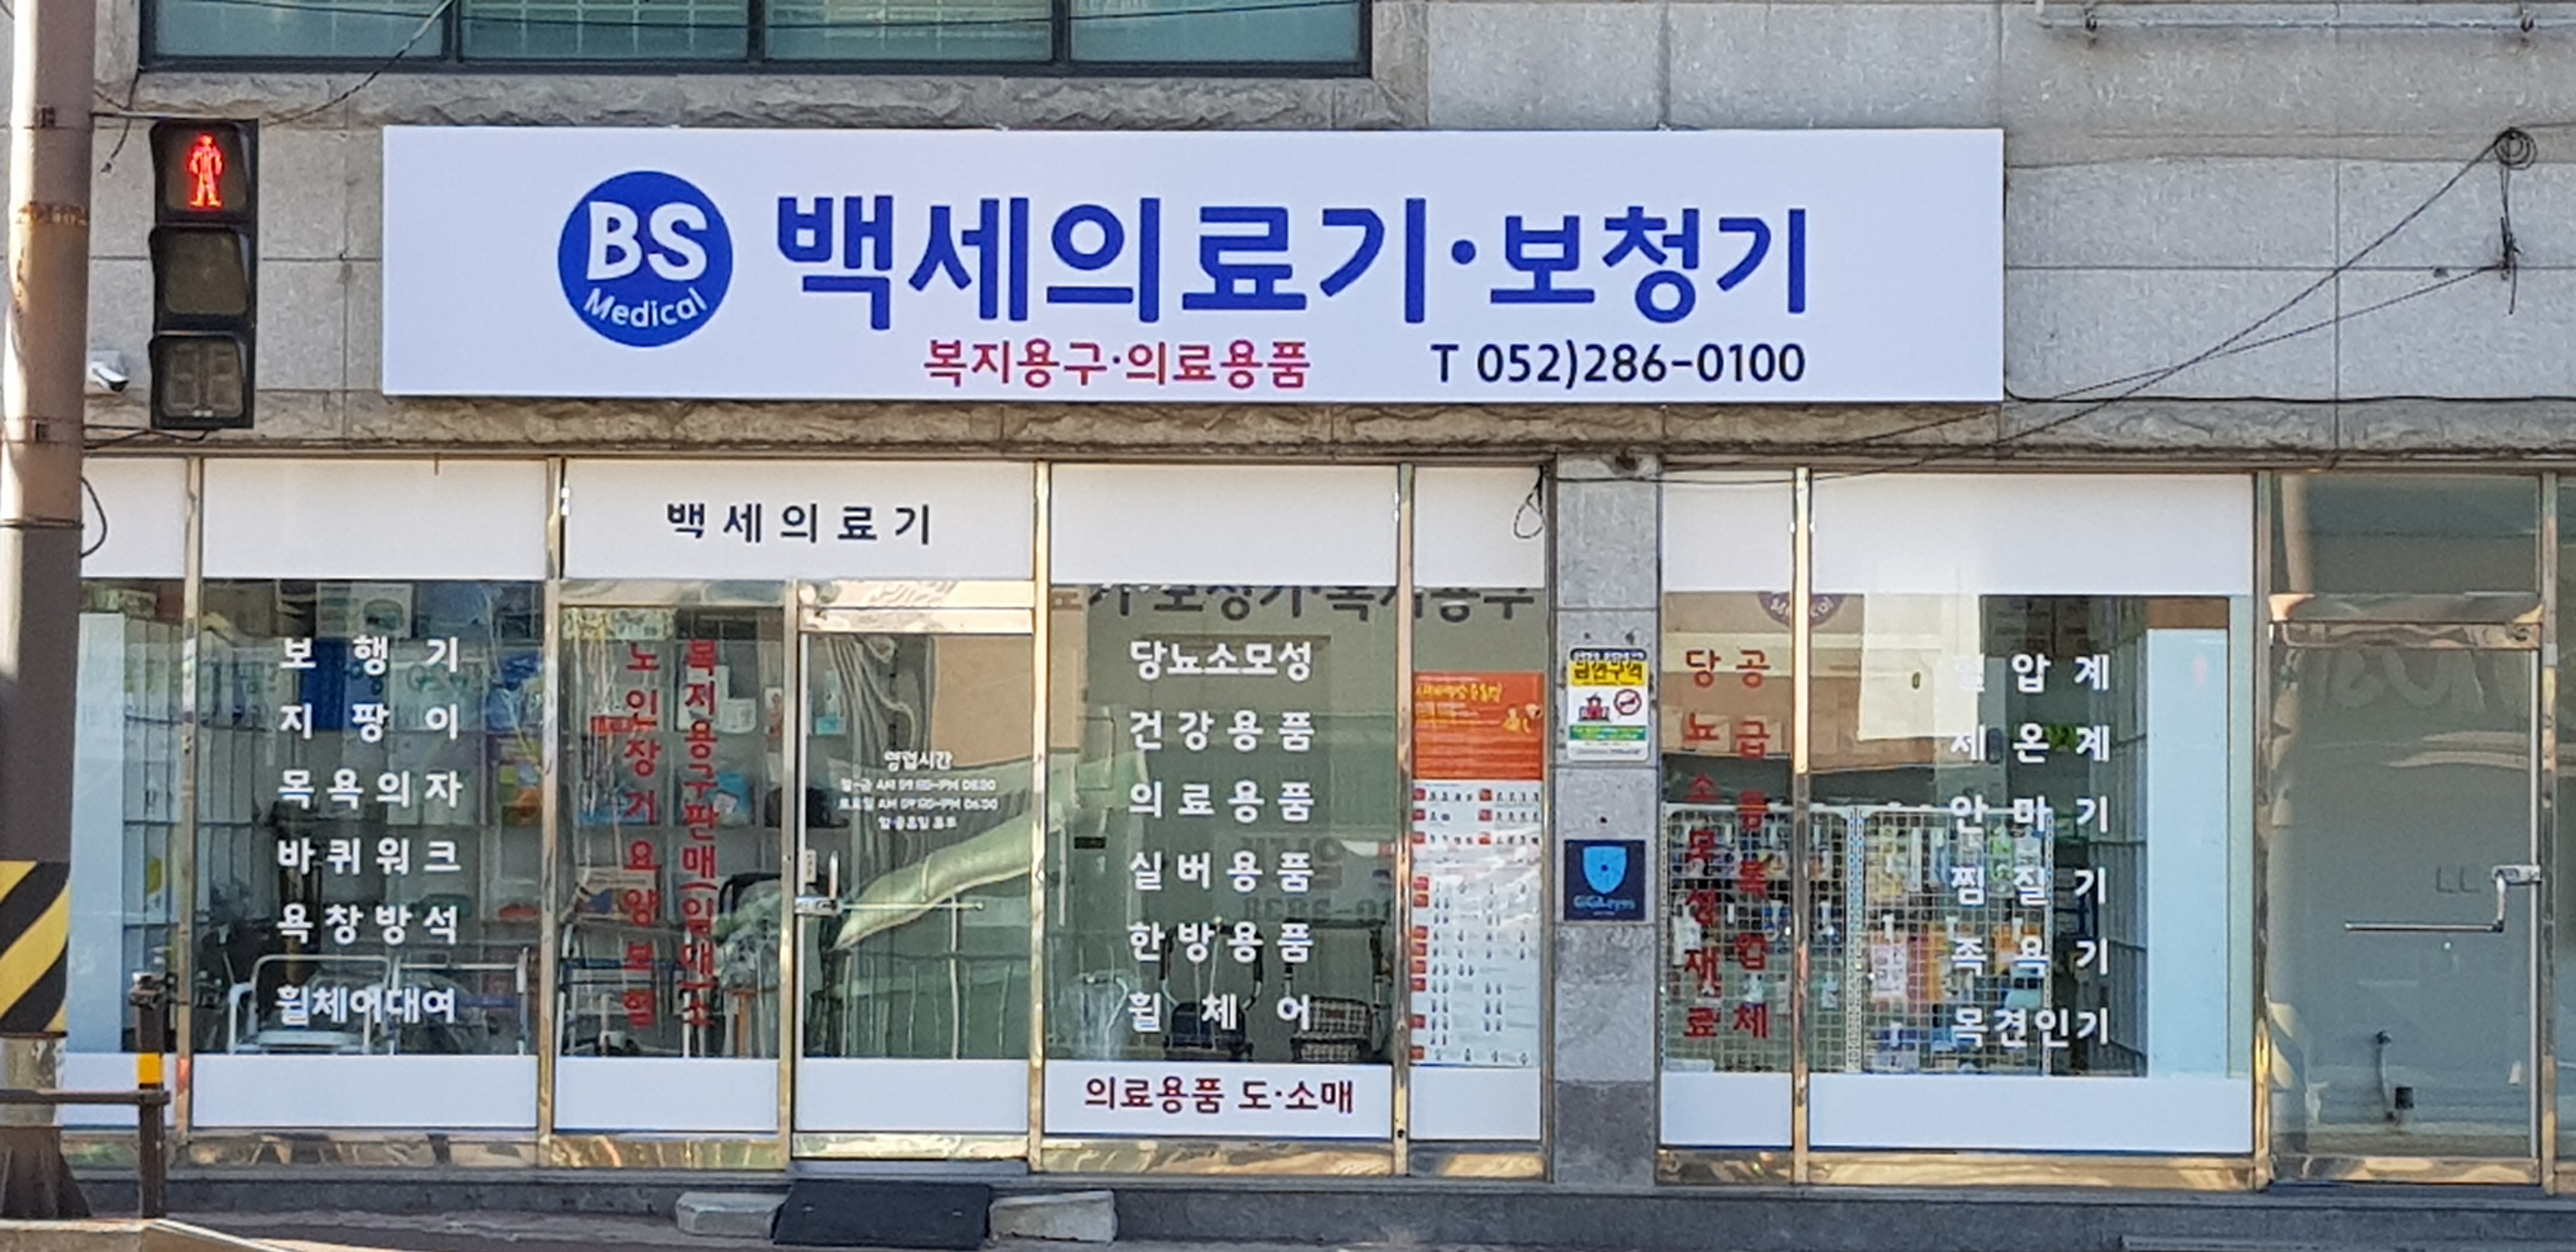 BS
Medical
백세의료기·보청기
복지용구·의료용품
T 052)286-0100
백세의료기
보행기
지팡이
목욕의자
바퀴워크
욕창방석
휠체어대여
노인장기요양보험
복지용구판매(임대)소
영업시간
당뇨소모성
건강용품
의료용품
실버용품
한방용품
휠체어
의료용품 도·소매
금연구역
당뇨소모성재료
공급등록업체
혈압계
체온계
안마기
찜질기
족욕기
목견인기